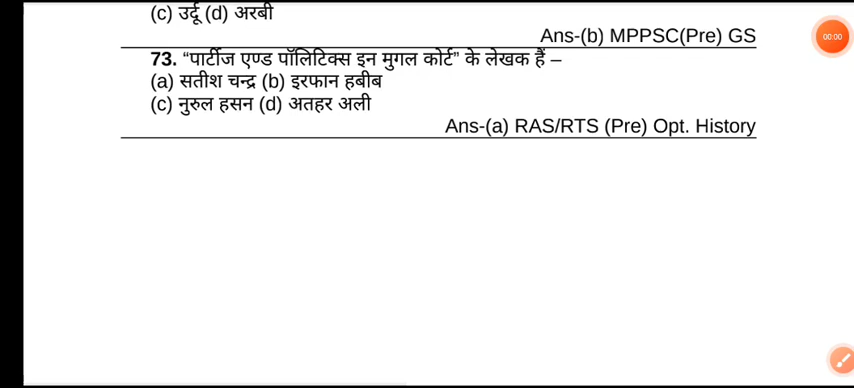 (c) उर्दू (d) अरबी
Ans-(b) MPPSC(Pre) GS
73. “पार्टीज एण्ड पॉलिटिक्स इन मुगल कोर्ट” के लेखक हैं –
(a) सतीश चन्द्र (b) इरफान हबीब
(c) नुरुल हसन (d) अतहर अली
Ans-(a) RAS/RTS (Pre) Opt. History
00:00